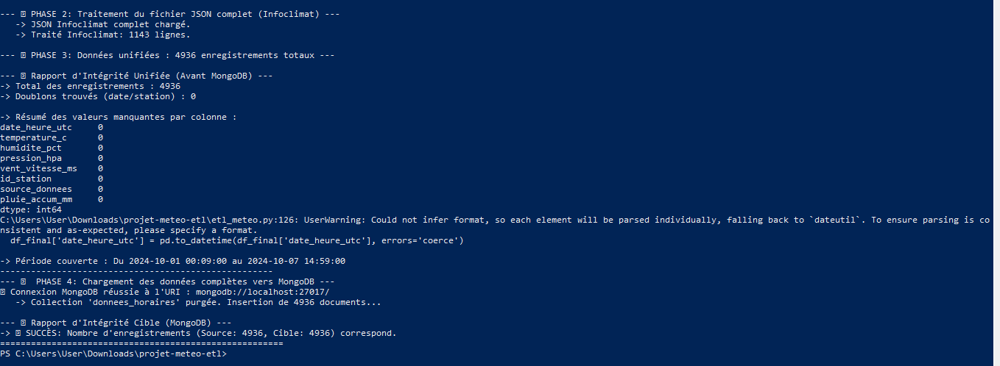 --- PHASE 2: Traitement du fichier JSON complet (Infoclimat) ---
-> JSON Infoclimat complet chargé.
-> Traité Infoclimat: 1143 lignes.
--- PHASE 3: Données unifiées : 4936 enregistrements totaux ---
--- Rapport d'Intégrité Unifiée (Avant MongoDB) ---
-> Total des enregistrements : 4936
-> Doublons trouvés (date/station) : 0
-> Résumé des valeurs manquantes par colonne :
date_heure_utc 0
temperature_c 0
humidite_pct 0
pression_hpa 0
vent_vitesse_ms 0
id_station 0
source_donnees 0
pluie_accum_mm 0
dtype: int64
C:\Users\User\Downloads\projet-meteo-etl\etl_meteo.py:126: UserWarning: Could not infer format, so each element will be parsed individually, falling back to `dateutil`. To ensure parsing is co
nsistent and as-expected, please specify a format.
df_final['date_heure_utc'] = pd.to_datetime(df_final['date_heure_utc'], errors='coerce')
-> Période couverte : Du 2024-10-01 00:09:00 au 2024-10-07 14:59:00
--------------------------------------------------
--- PHASE 4: Chargement des données complètes vers MongoDB ---
Connexion MongoDB réussie à l'URI : mongodb://localhost:27017/
-> Collection 'donnees_horaires' purgée. Insertion de 4936 documents...
--- Rapport d'Intégrité Cible (MongoDB) ---
-> SUCCÈS: Nombre d'enregistrements (Source: 4936, Cible: 4936) correspond.
=======================================================
PS C:\Users\User\Downloads\projet-meteo-etl>